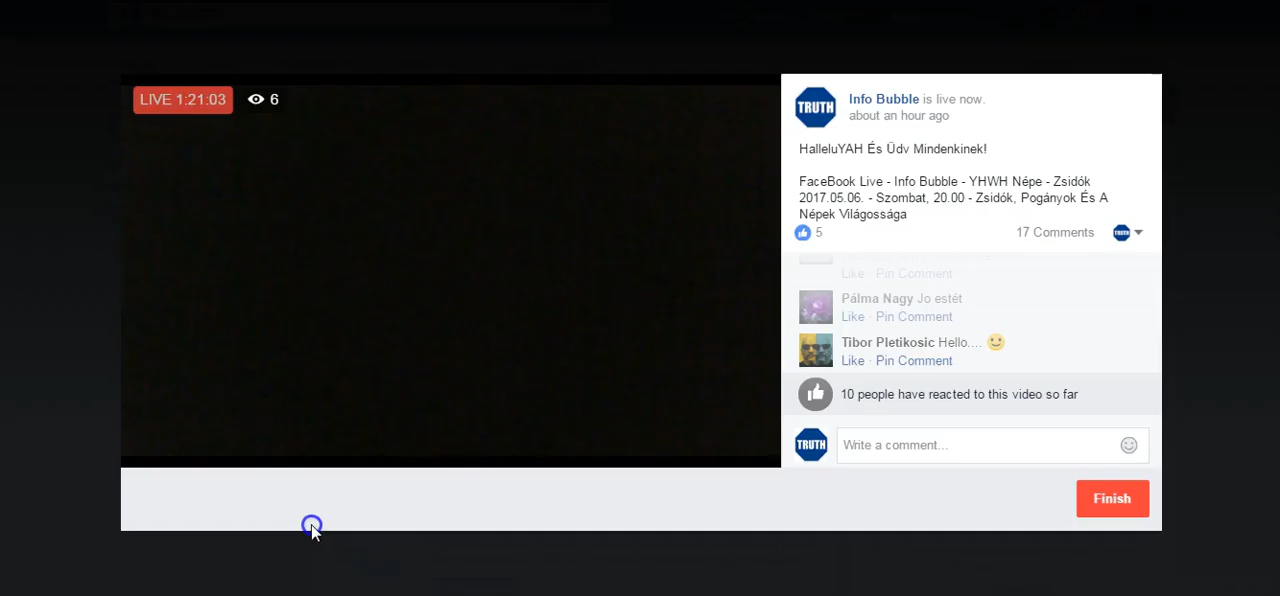 LIVE 1:21:03 6
TRUTH
Info Bubble is live now.
about an hour ago
HalleluYAH És Üdv Mindenkinek!
FaceBook Live - Info Bubble - YHWH Népe - Zsidók
2017.05.06. - Szombat, 20.00 - Zsidók, Pogányok És A
Népek Világossága
5 17 Comments TRUTH
Like · Pin Comment
Pálma Nagy Jo estét
Like · Pin Comment
Tibor Pletikosic Hello.... 🙂
Like · Pin Comment
10 people have reacted to this video so far
TRUTH
Write a comment...
Finish